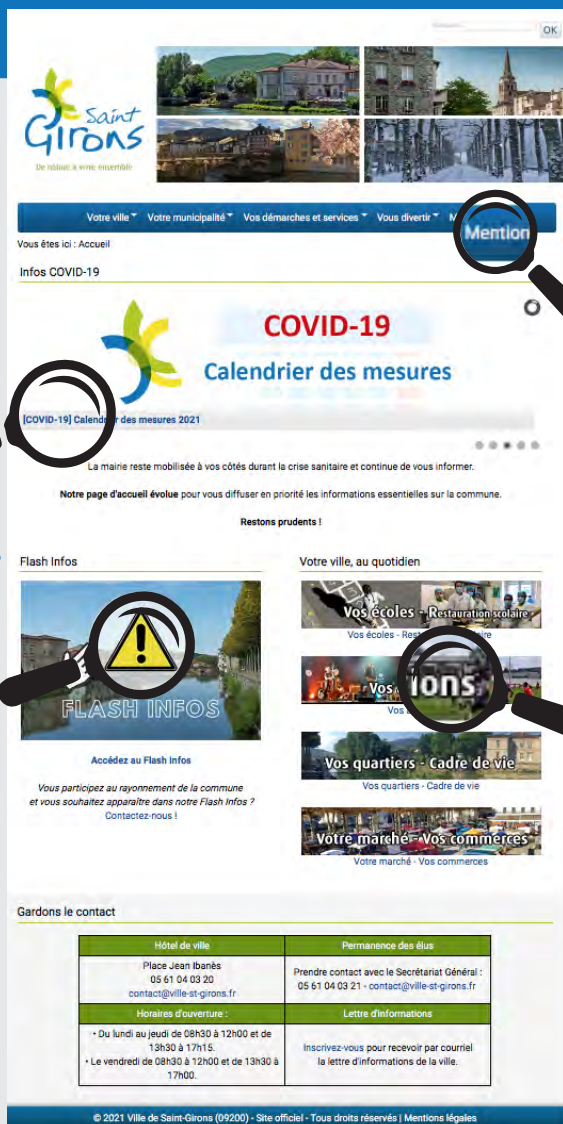 OK
Saint
Girons
De nature à vivre ensemble
Votre ville Votre municipalité Vos démarches et services Vous divertir M
Mention
Vous êtes ici : Accueil
Infos COVID-19
COVID-19
Calendrier des mesures
[COVID-19] Calendrier des mesures 2021
La mairie reste mobilisée à vos côtés durant la crise sanitaire et continue de vous informer.
Notre page d'accueil évolue pour vous diffuser en priorité les informations essentielles sur la commune.
Restons prudents !
Flash Infos
FLASH INFOS
Accédez au Flash Infos
Vous participez au rayonnement de la commune
et vous souhaitez apparaître dans notre Flash Infos ?
Contactez-nous !
Votre ville, au quotidien
Vos écoles - Restauration scolaire
Vos écoles - Rest aire
Vos ions
Vos
Vos quartiers - Cadre de vie
Vos quartiers - Cadre de vie
Votre marché - Vos commerces
Votre marché - Vos commerces
Gardons le contact
Hôtel de ville
Place Jean Ibanès
05 61 04 03 20
contact@ville-st-girons.fr
Permanence des élus
Prendre contact avec le Secrétariat Général :
05 61 04 03 21 - contact@ville-st-girons.fr
Horaires d'ouverture :
• Du lundi au jeudi de 08h30 à 12h00 et de
13h30 à 17h15.
• Le vendredi de 08h30 à 12h00 et de 13h30 à
17h00.
Lettre d'informations
Inscrivez-vous pour recevoir par courriel
la lettre d'informations de la ville.
© 2021 Ville de Saint-Girons (09200) - Site officiel - Tous droits réservés | Mentions légales